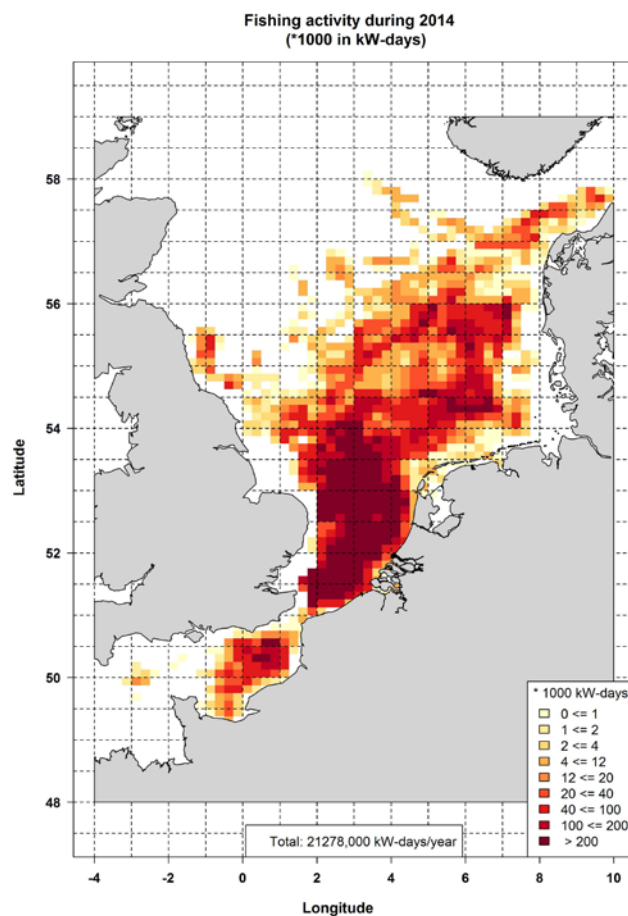 Fishing activity during 2014
(*1000 in kW-days)
58
56
54
52
50
48
Latitude
* 1000 kW-days
0 <= 1
1 <= 2
2 <= 4
4 <= 12
12 <= 20
20 <= 40
40 <= 100
100 <= 200
> 200
Total: 21278,000 kW-days/year
-4 -2 0 2 4 6 8 10
Longitude